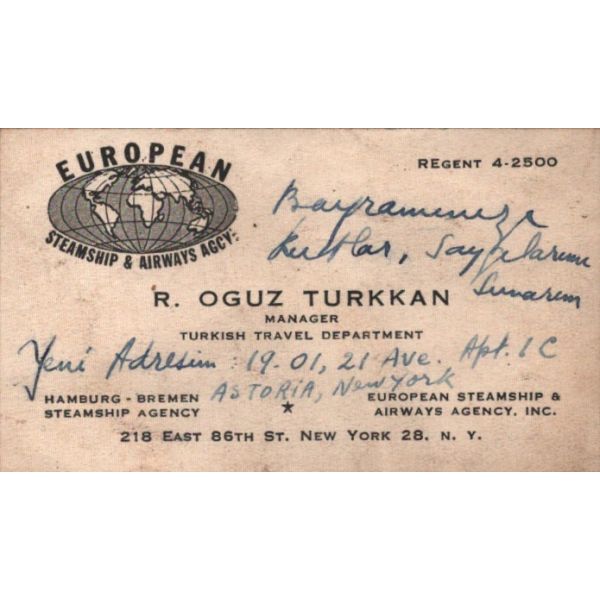 EUROPEAN
STEAMSHIP & AIRWAYS AGCY.
REGENT 4-2500
Bayramınızı
kutlar, Saygılarımı
Sunarım
R. OGUZ TURKKAN
MANAGER
TURKISH TRAVEL DEPARTMENT
Yeni Adresim : 19.01, 21 Ave. Apt. 1 C
ASTORIA, New York
HAMBURG - BREMEN
STEAMSHIP AGENCY
EUROPEAN STEAMSHIP &
AIRWAYS AGENCY, INC.
218 EAST 86TH ST. NEW YORK 28, N. Y.